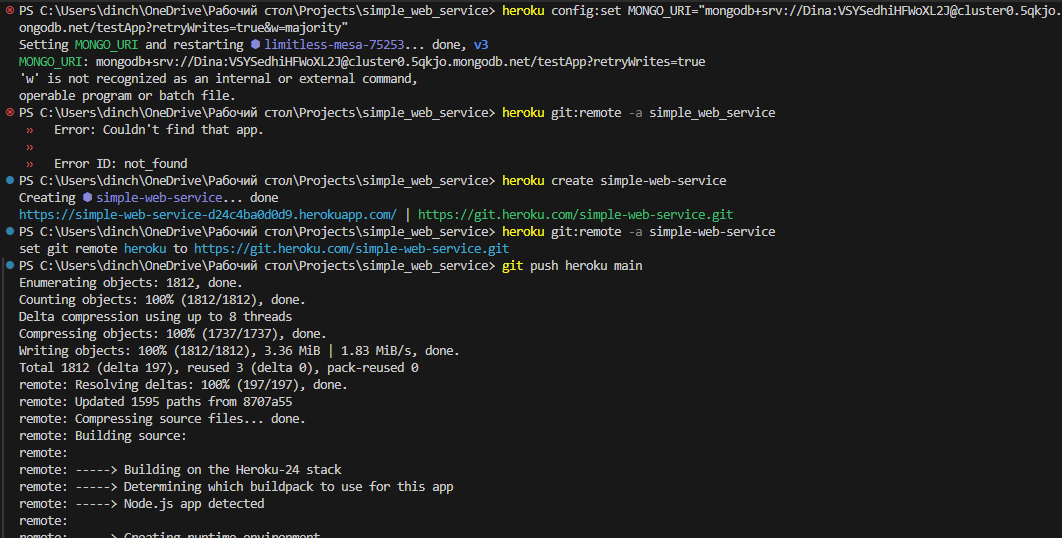 PS C:\Users\dinch\OneDrive\Рабочий стол\Projects\simple_web_service> heroku config:set MONGO_URI="mongodb+srv://Dina:VSYSedhiHFWoXL2J@cluster0.5qkjo.
ongodb.net/testApp?retryWrites=true&w=majority"
Setting MONGO_URI and restarting ⬢ limitless-mesa-75253... done, v3
MONGO_URI: mongodb+srv://Dina:VSYSedhiHFWoXL2J@cluster0.5qkjo.mongodb.net/testApp?retryWrites=true
'w' is not recognized as an internal or external command,
operable program or batch file.
PS C:\Users\dinch\OneDrive\Рабочий стол\Projects\simple_web_service> heroku git:remote -a simple_web_service
»   Error: Couldn't find that app.
»
»   Error ID: not_found
PS C:\Users\dinch\OneDrive\Рабочий стол\Projects\simple_web_service> heroku create simple-web-service
Creating ⬢ simple-web-service... done
https://simple-web-service-d24c4ba0d0d9.herokuapp.com/ | https://git.heroku.com/simple-web-service.git
PS C:\Users\dinch\OneDrive\Рабочий стол\Projects\simple_web_service> heroku git:remote -a simple-web-service
set git remote heroku to https://git.heroku.com/simple-web-service.git
PS C:\Users\dinch\OneDrive\Рабочий стол\Projects\simple_web_service> git push heroku main
Enumerating objects: 1812, done.
Counting objects: 100% (1812/1812), done.
Delta compression using up to 8 threads
Compressing objects: 100% (1737/1737), done.
Writing objects: 100% (1812/1812), 3.36 MiB | 1.83 MiB/s, done.
Total 1812 (delta 197), reused 3 (delta 0), pack-reused 0
remote: Resolving deltas: 100% (197/197), done.
remote: Updated 1595 paths from 8707a55
remote: Compressing source files... done.
remote: Building source:
remote:
remote: -----> Building on the Heroku-24 stack
remote: -----> Determining which buildpack to use for this app
remote: -----> Node.js app detected
remote:
remote: -----> Creating runtime environment